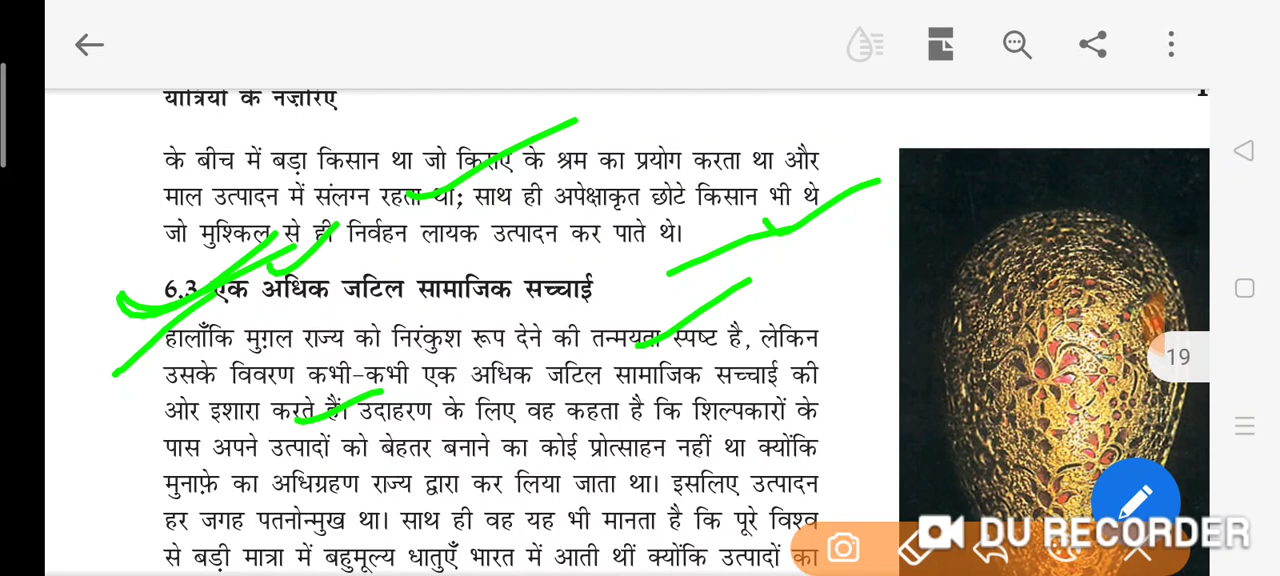 यात्रियों के नज़रिए
के बीच में बड़ा किसान था जो किराए के श्रम का प्रयोग करता था और
माल उत्पादन में संलग्न रहता था; साथ ही अपेक्षाकृत छोटे किसान भी थे
जो मुश्किल से ही निर्वहन लायक उत्पादन कर पाते थे।
6.3 एक अधिक जटिल सामाजिक सच्चाई
हालाँकि मुग़ल राज्य को निरंकुश रूप देने की तन्मयता स्पष्ट है, लेकिन
उसके विवरण कभी-कभी एक अधिक जटिल सामाजिक सच्चाई की
ओर इशारा करते हैं। उदाहरण के लिए वह कहता है कि शिल्पकारों के
पास अपने उत्पादों को बेहतर बनाने का कोई प्रोत्साहन नहीं था क्योंकि
मुनाफ़े का अधिग्रहण राज्य द्वारा कर लिया जाता था। इसलिए उत्पादन
हर जगह पतनोन्मुख था। साथ ही वह यह भी मानता है कि पूरे विश्व
से बड़ी मात्रा में बहुमूल्य धातुएँ भारत में आती थीं क्योंकि उत्पादों का
19
DU RECORDER